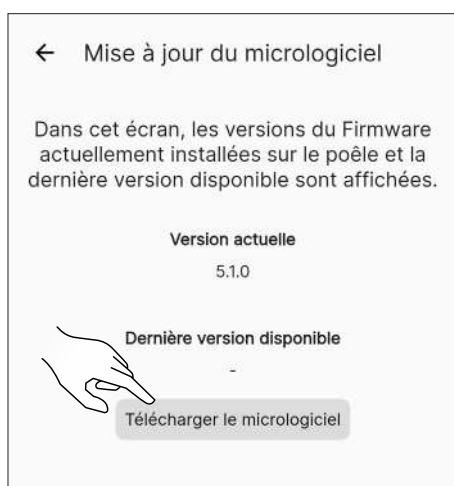 ← Mise à jour du micrologiciel
Dans cet écran, les versions du Firmware
actuellement installées sur le poêle et la
dernière version disponible sont affichées.
Version actuelle
5.1.0
Dernière version disponible
-
Télécharger le micrologiciel